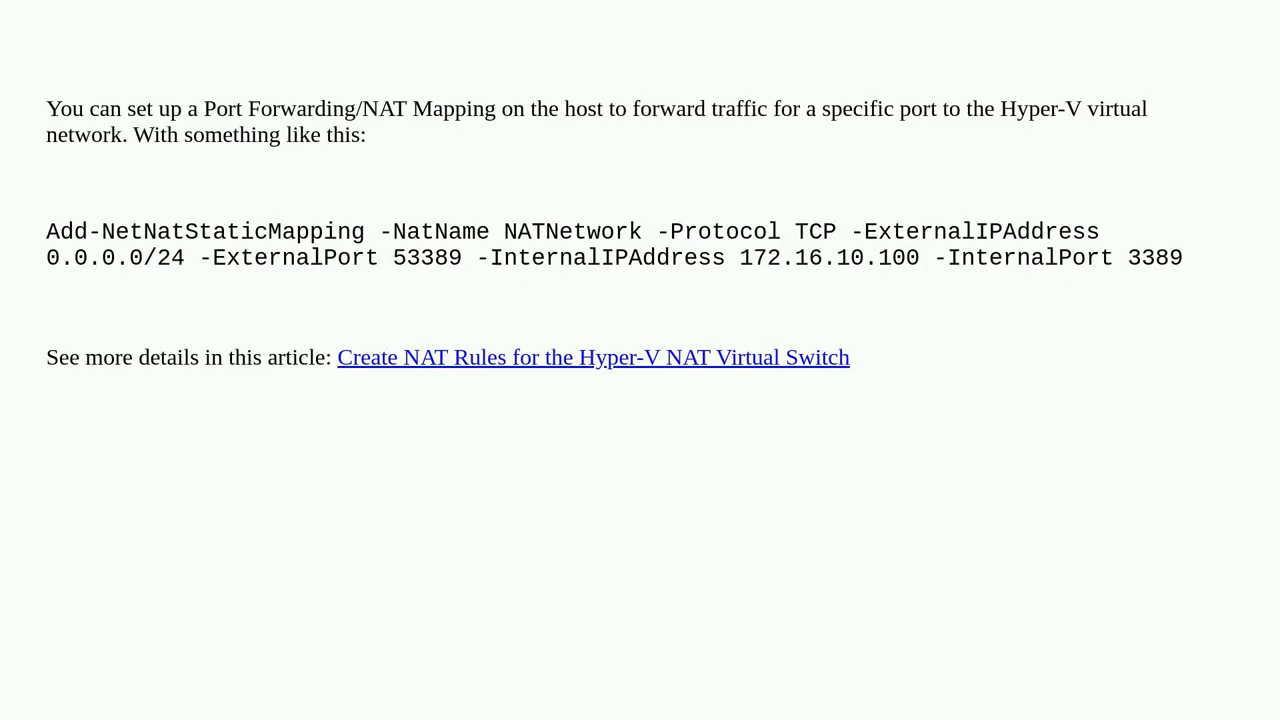 You can set up a Port Forwarding/NAT Mapping on the host to forward traffic for a specific port to the Hyper-V virtual
network. With something like this:
Add-NetNatStaticMapping -NatName NATNetwork -Protocol TCP -ExternalIPAddress
0.0.0.0/24 -ExternalPort 53389 -InternalIPAddress 172.16.10.100 -InternalPort 3389
See more details in this article: Create NAT Rules for the Hyper-V NAT Virtual Switch